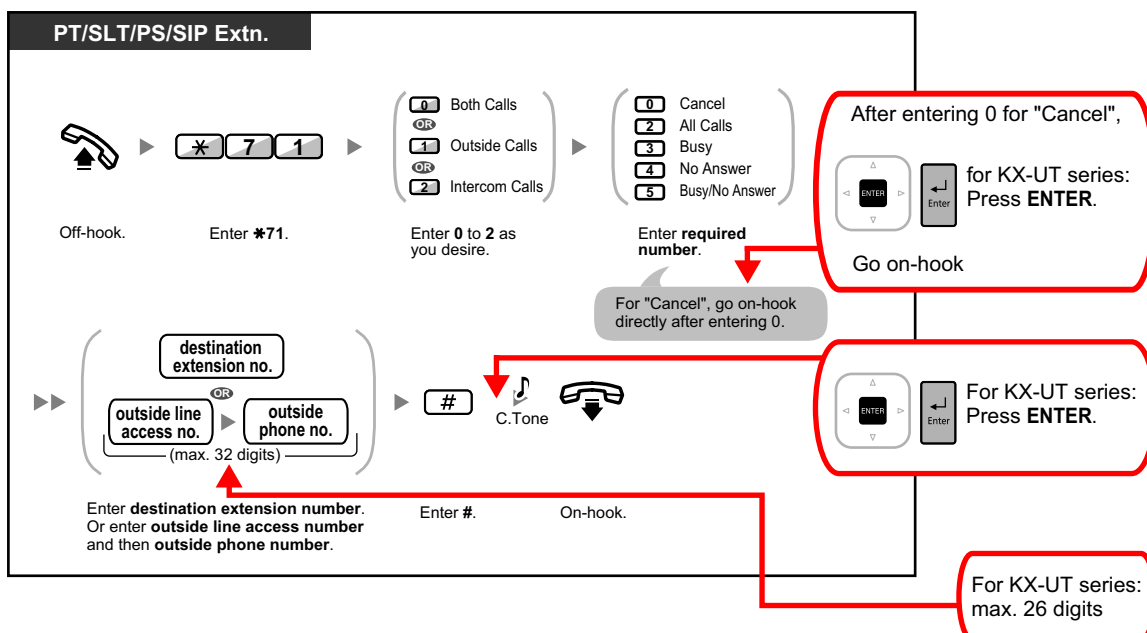 PT/SLT/PS/SIP Extn.
Off-hook.
✱ 7 1
Enter ✱71.
0 Both Calls
OR
1 Outside Calls
OR
2 Intercom Calls
Enter 0 to 2 as
you desire.
0 Cancel
2 All Calls
3 Busy
4 No Answer
5 Busy/No Answer
Enter required
number.
For "Cancel", go on-hook
directly after entering 0.
After entering 0 for "Cancel",
ENTER
Enter
for KX-UT series:
Press ENTER.
Go on-hook
destination
extension no.
OR
outside line
access no.
outside
phone no.
(max. 32 digits)
Enter destination extension number.
Or enter outside line access number
and then outside phone number.
#
Enter #.
C.Tone
On-hook.
ENTER
Enter
For KX-UT series:
Press ENTER.
For KX-UT series:
max. 26 digits